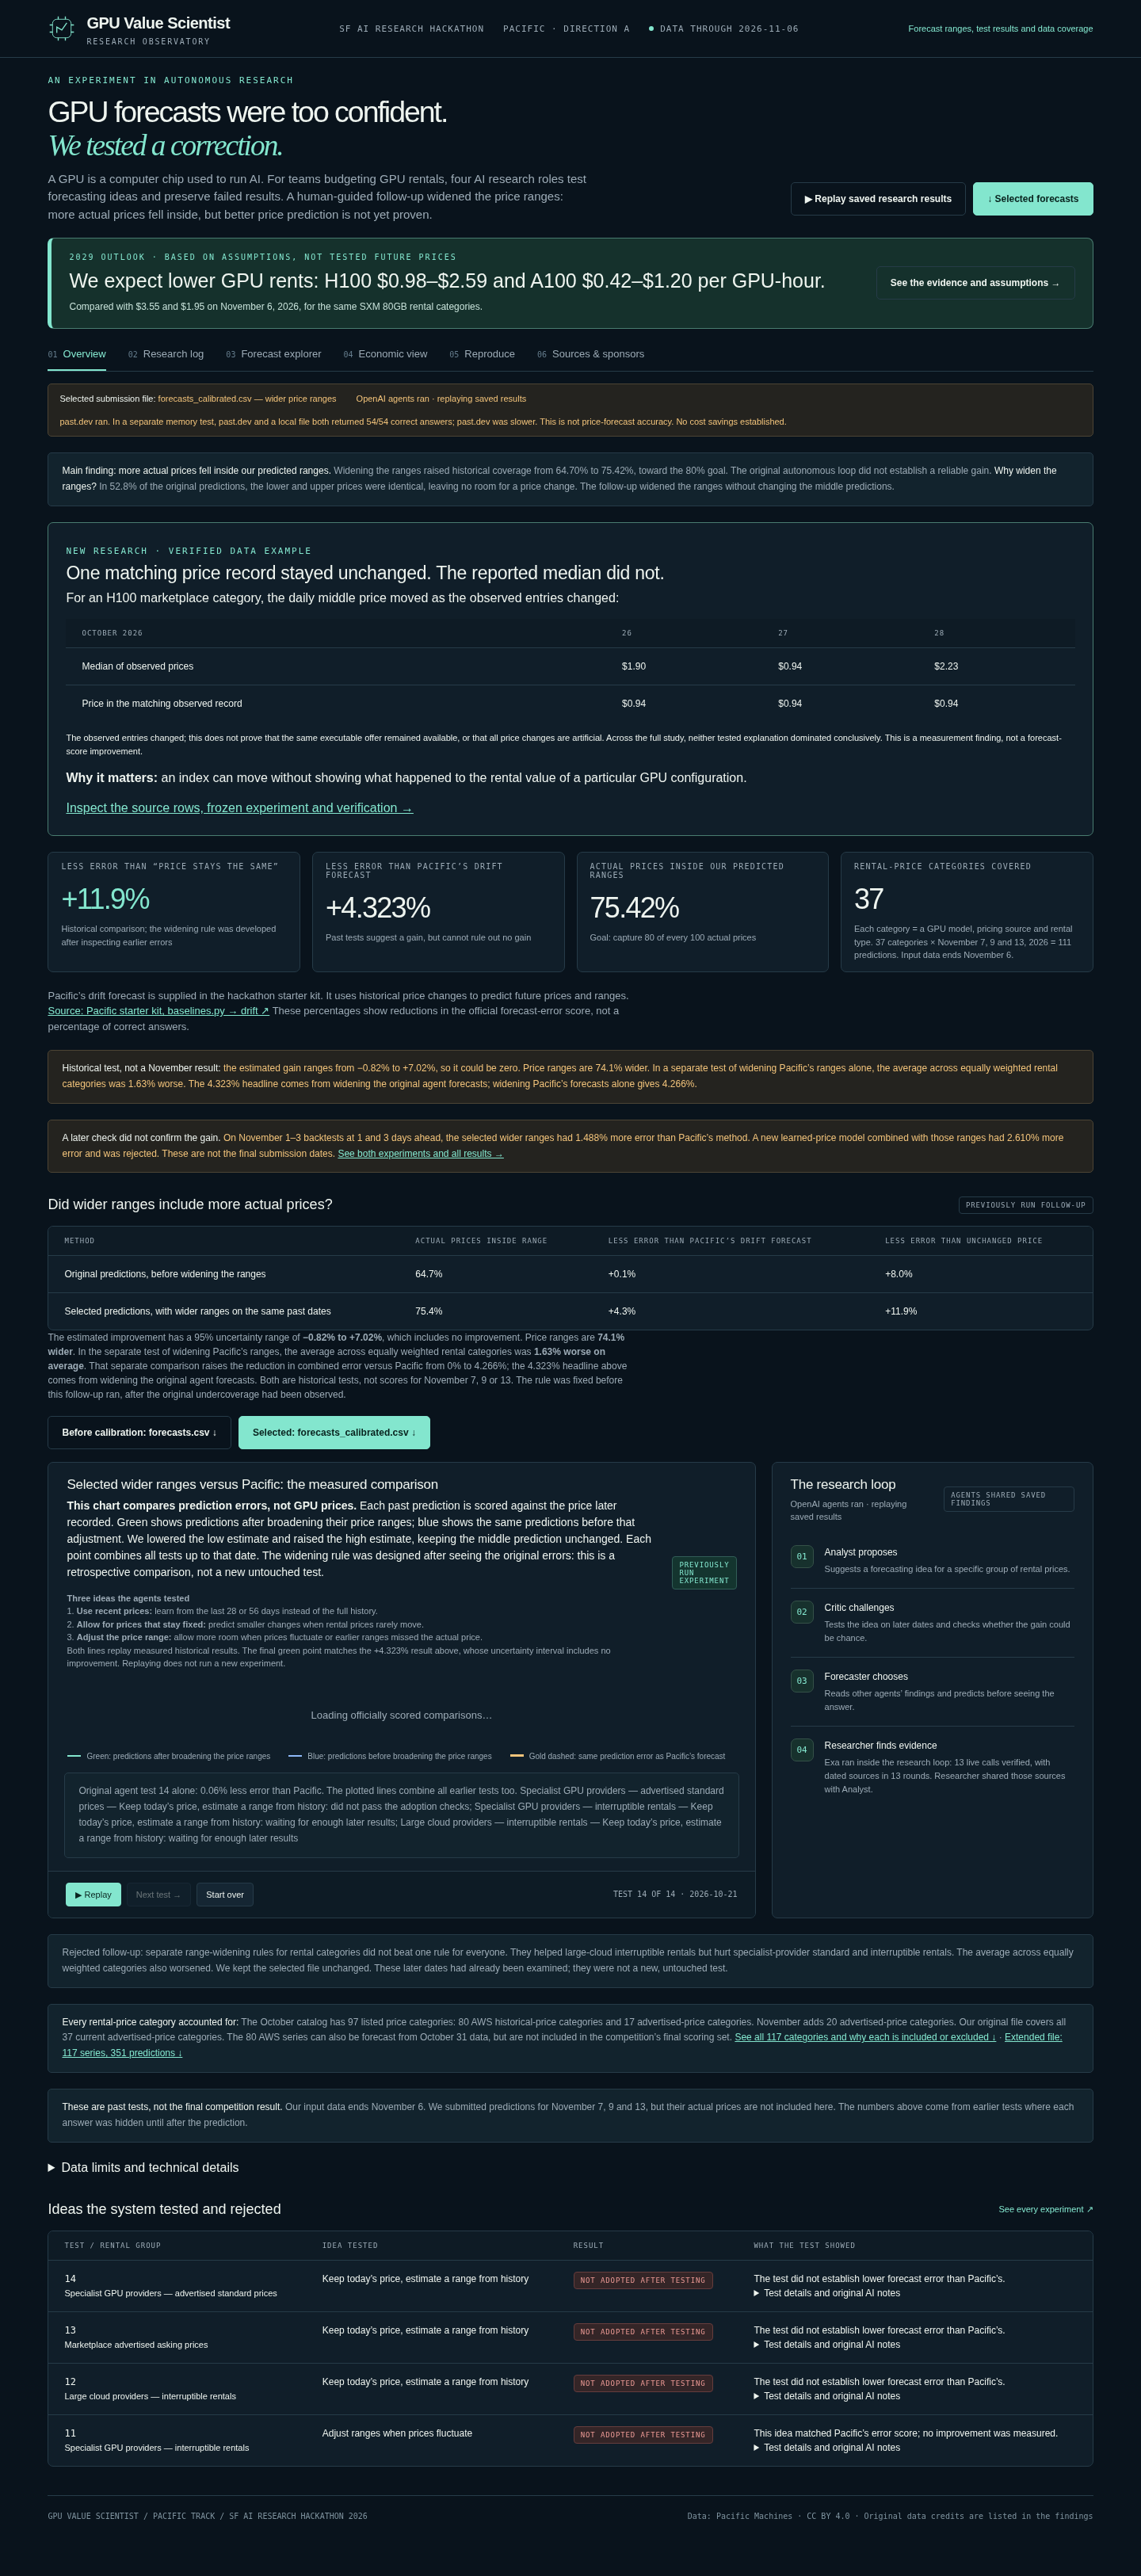 GPU Value Scientist
RESEARCH OBSERVATORY
SF AI RESEARCH HACKATHON PACIFIC · DIRECTION A DATA THROUGH 2026-11-06
Forecast ranges, test results and data coverage
AN EXPERIMENT IN AUTONOMOUS RESEARCH
GPU forecasts were too confident.
We tested a correction.
A GPU is a computer chip used to run AI. For teams budgeting GPU rentals, four AI research roles test
forecasting ideas and preserve failed results. A human-guided follow-up widened the price ranges:
more actual prices fell inside, but better price prediction is not yet proven.
▶ Replay saved research results
↓ Selected forecasts
2029 OUTLOOK · BASED ON ASSUMPTIONS, NOT TESTED FUTURE PRICES
We expect lower GPU rents: H100 $0.98–$2.59 and A100 $0.42–$1.20 per GPU-hour.
Compared with $3.55 and $1.95 on November 6, 2026, for the same SXM 80GB rental categories.
See the evidence and assumptions →
01 Overview 02 Research log 03 Forecast explorer 04 Economic view 05 Reproduce 06 Sources & sponsors
Selected submission file: forecasts_calibrated.csv — wider price ranges OpenAI agents ran · replaying saved results
past.dev ran. In a separate memory test, past.dev and a local file both returned 54/54 correct answers; past.dev was slower. This is not price-forecast accuracy. No cost savings established.
Main finding: more actual prices fell inside our predicted ranges. Widening the ranges raised historical coverage from 64.70% to 75.42%, toward the 80% goal. The original autonomous loop did not establish a reliable gain. Why widen the
ranges? In 52.8% of the original predictions, the lower and upper prices were identical, leaving no room for a price change. The follow-up widened the ranges without changing the middle predictions.
NEW RESEARCH · VERIFIED DATA EXAMPLE
One matching price record stayed unchanged. The reported median did not.
For an H100 marketplace category, the daily middle price moved as the observed entries changed:
OCTOBER 2026 26 27 28
Median of observed prices $1.90 $0.94 $2.23
Price in the matching observed record $0.94 $0.94 $0.94
The observed entries changed; this does not prove that the same executable offer remained available, or that all price changes are artificial. Across the full study, neither tested explanation dominated conclusively. This is a measurement finding, not a forecast-
score improvement.
Why it matters: an index can move without showing what happened to the rental value of a particular GPU configuration.
Inspect the source rows, frozen experiment and verification →
LESS ERROR THAN “PRICE STAYS THE SAME”
+11.9%
Historical comparison; the widening rule was developed
after inspecting earlier errors
LESS ERROR THAN PACIFIC’S DRIFT
FORECAST
+4.323%
Past tests suggest a gain, but cannot rule out no gain
ACTUAL PRICES INSIDE OUR PREDICTED
RANGES
75.42%
Goal: capture 80 of every 100 actual prices
RENTAL-PRICE CATEGORIES COVERED
37
Each category = a GPU model, pricing source and rental
type. 37 categories × November 7, 9 and 13, 2026 = 111
predictions. Input data ends November 6.
Pacific’s drift forecast is supplied in the hackathon starter kit. It uses historical price changes to predict future prices and ranges.
Source: Pacific starter kit, baselines.py → drift ↗ These percentages show reductions in the official forecast-error score, not a
percentage of correct answers.
Historical test, not a November result: the estimated gain ranges from −0.82% to +7.02%, so it could be zero. Price ranges are 74.1% wider. In a separate test of widening Pacific’s ranges alone, the average across equally weighted rental
categories was 1.63% worse. The 4.323% headline comes from widening the original agent forecasts; widening Pacific’s forecasts alone gives 4.266%.
A later check did not confirm the gain. On November 1–3 backtests at 1 and 3 days ahead, the selected wider ranges had 1.488% more error than Pacific’s method. A new learned-price model combined with those ranges had 2.610% more
error and was rejected. These are not the final submission dates. See both experiments and all results →
Did wider ranges include more actual prices?
PREVIOUSLY RUN FOLLOW-UP
METHOD ACTUAL PRICES INSIDE RANGE LESS ERROR THAN PACIFIC’S DRIFT FORECAST LESS ERROR THAN UNCHANGED PRICE
Original predictions, before widening the ranges 64.7% +0.1% +8.0%
Selected predictions, with wider ranges on the same past dates 75.4% +4.3% +11.9%
The estimated improvement has a 95% uncertainty range of −0.82% to +7.02%, which includes no improvement. Price ranges are 74.1%
wider. In the separate test of widening Pacific’s ranges, the average across equally weighted rental categories was 1.63% worse on
average. That separate comparison raises the reduction in combined error versus Pacific from 0% to 4.266%; the 4.323% headline above
comes from widening the original agent forecasts. Both are historical tests, not scores for November 7, 9 or 13. The rule was fixed before
this follow-up ran, after the original undercoverage had been observed.
Before calibration: forecasts.csv ↓
Selected: forecasts_calibrated.csv ↓
Selected wider ranges versus Pacific: the measured comparison
This chart compares prediction errors, not GPU prices. Each past prediction is scored against the price later
recorded. Green shows predictions after broadening their price ranges; blue shows the same predictions before that
adjustment. We lowered the low estimate and raised the high estimate, keeping the middle prediction unchanged. Each
point combines all tests up to that date. The widening rule was designed after seeing the original errors: this is a
retrospective comparison, not a new untouched test.
PREVIOUSLY
RUN
EXPERIMENT
Three ideas the agents tested
1. Use recent prices: learn from the last 28 or 56 days instead of the full history.
2. Allow for prices that stay fixed: predict smaller changes when rental prices rarely move.
3. Adjust the price range: allow more room when prices fluctuate or earlier ranges missed the actual price.
Both lines replay measured historical results. The final green point matches the +4.323% result above, whose uncertainty interval includes no
improvement. Replaying does not run a new experiment.
Loading officially scored comparisons…
Green: predictions after broadening the price ranges Blue: predictions before broadening the price ranges Gold dashed: same prediction error as Pacific’s forecast
Original agent test 14 alone: 0.06% less error than Pacific. The plotted lines combine all earlier tests too. Specialist GPU providers — advertised standard
prices — Keep today’s price, estimate a range from history: did not pass the adoption checks; Specialist GPU providers — interruptible rentals — Keep
today’s price, estimate a range from history: waiting for enough later results; Large cloud providers — interruptible rentals — Keep today’s price, estimate
a range from history: waiting for enough later results
▶ Replay Next test → Start over TEST 14 OF 14 · 2026-10-21
The research loop
OpenAI agents ran · replaying
saved results
AGENTS SHARED SAVED
FINDINGS
01 Analyst proposes
Suggests a forecasting idea for a specific group of rental prices.
02 Critic challenges
Tests the idea on later dates and checks whether the gain could
be chance.
03 Forecaster chooses
Reads other agents’ findings and predicts before seeing the
answer.
04 Researcher finds evidence
Exa ran inside the research loop: 13 live calls verified, with
dated sources in 13 rounds. Researcher shared those sources
with Analyst.
Rejected follow-up: separate range-widening rules for rental categories did not beat one rule for everyone. They helped large-cloud interruptible rentals but hurt specialist-provider standard and interruptible rentals. The average across equally
weighted categories also worsened. We kept the selected file unchanged. These later dates had already been examined; they were not a new, untouched test.
Every rental-price category accounted for: The October catalog has 97 listed price categories: 80 AWS historical-price categories and 17 advertised-price categories. November adds 20 advertised-price categories. Our original file covers all
37 current advertised-price categories. The 80 AWS series can also be forecast from October 31 data, but are not included in the competition’s final scoring set. See all 117 categories and why each is included or excluded ↓ · Extended file:
117 series, 351 predictions ↓
These are past tests, not the final competition result. Our input data ends November 6. We submitted predictions for November 7, 9 and 13, but their actual prices are not included here. The numbers above come from earlier tests where each
answer was hidden until after the prediction.
▶ Data limits and technical details
Ideas the system tested and rejected
See every experiment ↗
TEST / RENTAL GROUP IDEA TESTED RESULT WHAT THE TEST SHOWED
14 Keep today’s price, estimate a range from history NOT ADOPTED AFTER TESTING The test did not establish lower forecast error than Pacific’s.
Specialist GPU providers — advertised standard prices ▶ Test details and original AI notes
13 Keep today’s price, estimate a range from history NOT ADOPTED AFTER TESTING The test did not establish lower forecast error than Pacific’s.
Marketplace advertised asking prices ▶ Test details and original AI notes
12 Keep today’s price, estimate a range from history NOT ADOPTED AFTER TESTING The test did not establish lower forecast error than Pacific’s.
Large cloud providers — interruptible rentals ▶ Test details and original AI notes
11 Adjust ranges when prices fluctuate NOT ADOPTED AFTER TESTING This idea matched Pacific’s error score; no improvement was measured.
Specialist GPU providers — interruptible rentals ▶ Test details and original AI notes
GPU VALUE SCIENTIST / PACIFIC TRACK / SF AI RESEARCH HACKATHON 2026
Data: Pacific Machines · CC BY 4.0 · Original data credits are listed in the findings